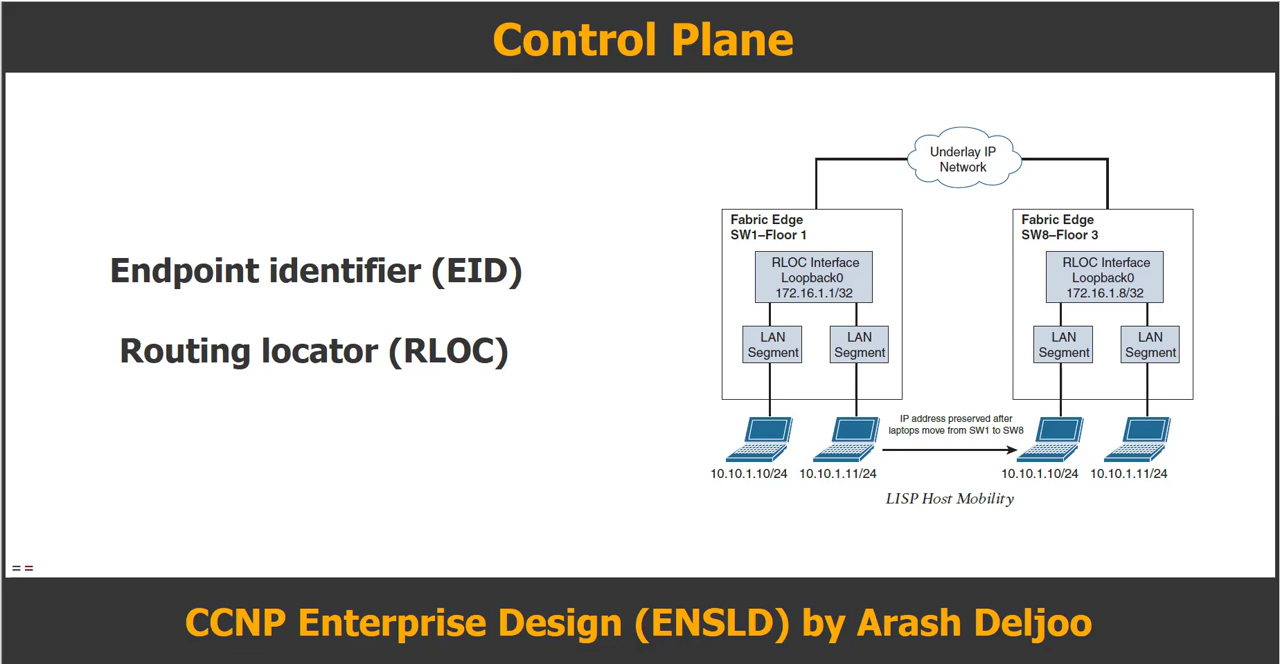 Control Plane
Endpoint identifier (EID)
Routing locator (RLOC)
Underlay IP
Network
Fabric Edge
SW1–Floor 1
RLOC Interface
Loopback0
172.16.1.1/32
LAN
Segment
LAN
Segment
Fabric Edge
SW8–Floor 3
RLOC Interface
Loopback0
172.16.1.8/32
LAN
Segment
LAN
Segment
IP address preserved after
laptops move from SW1 to SW8
10.10.1.10/24
10.10.1.11/24
10.10.1.10/24
10.10.1.11/24
LISP Host Mobility
CCNP Enterprise Design (ENSLD) by Arash Deljoo